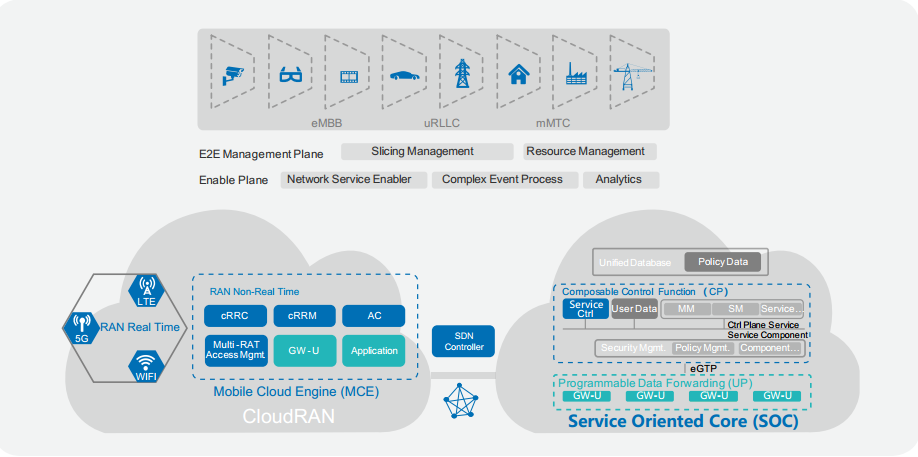 eMBB
uRLLC
mMTC
E2E Management Plane
Slicing Management
Resource Management
Enable Plane
Network Service Enabler
Complex Event Process
Analytics
LTE
5G
RAN Real Time
WIFI
RAN Non-Real Time
cRRC
cRRM
AC
Multi-RAT
Access Mgmt.
GW-U
Application
Mobile Cloud Engine (MCE)
CloudRAN
SDN
Controller
Unified Database
Policy Data
Composable Control Function (CP)
Service
Ctrl
User Data
MM
SM
Service...
Ctrl Plane Service
Service Component
Security Mgmt.
Policy Mgmt.
Component...
eGTP
Programmable Data Forwarding (UP)
GW-U
GW-U
GW-U
GW-U
Service Oriented Core (SOC)